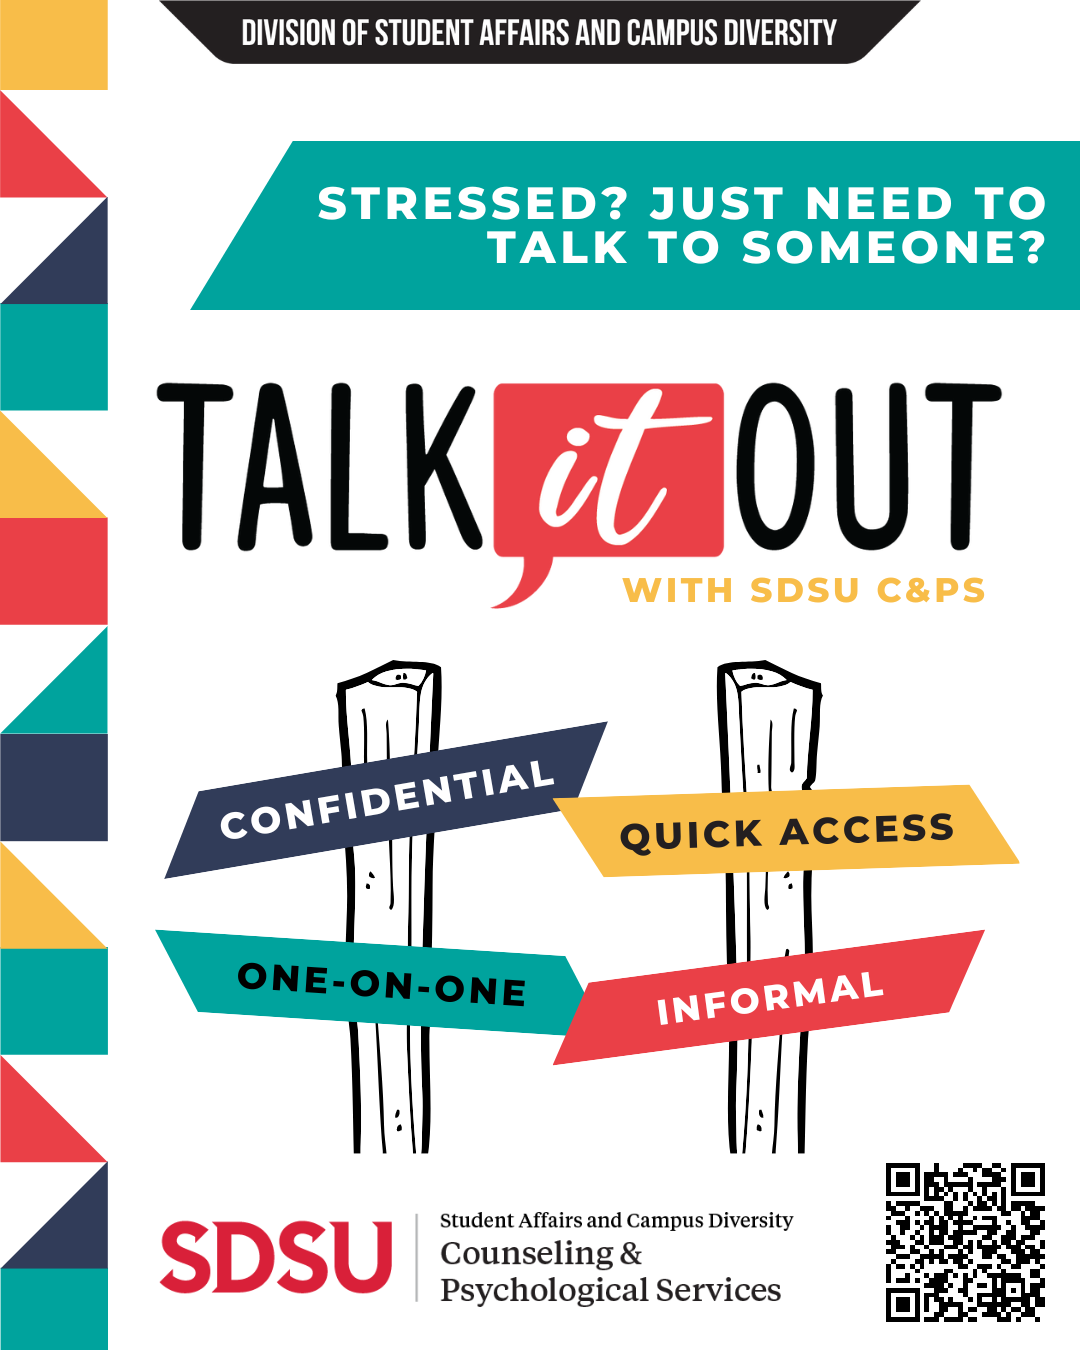 DIVISION OF STUDENT AFFAIRS AND CAMPUS DIVERSITY
STRESSED? JUST NEED TO
TALK TO SOMEONE?
TALK it OUT
WITH SDSU C&PS
CONFIDENTIAL
QUICK ACCESS
ONE-ON-ONE
INFORMAL
SDSU
Student Affairs and Campus Diversity
Counseling &
Psychological Services